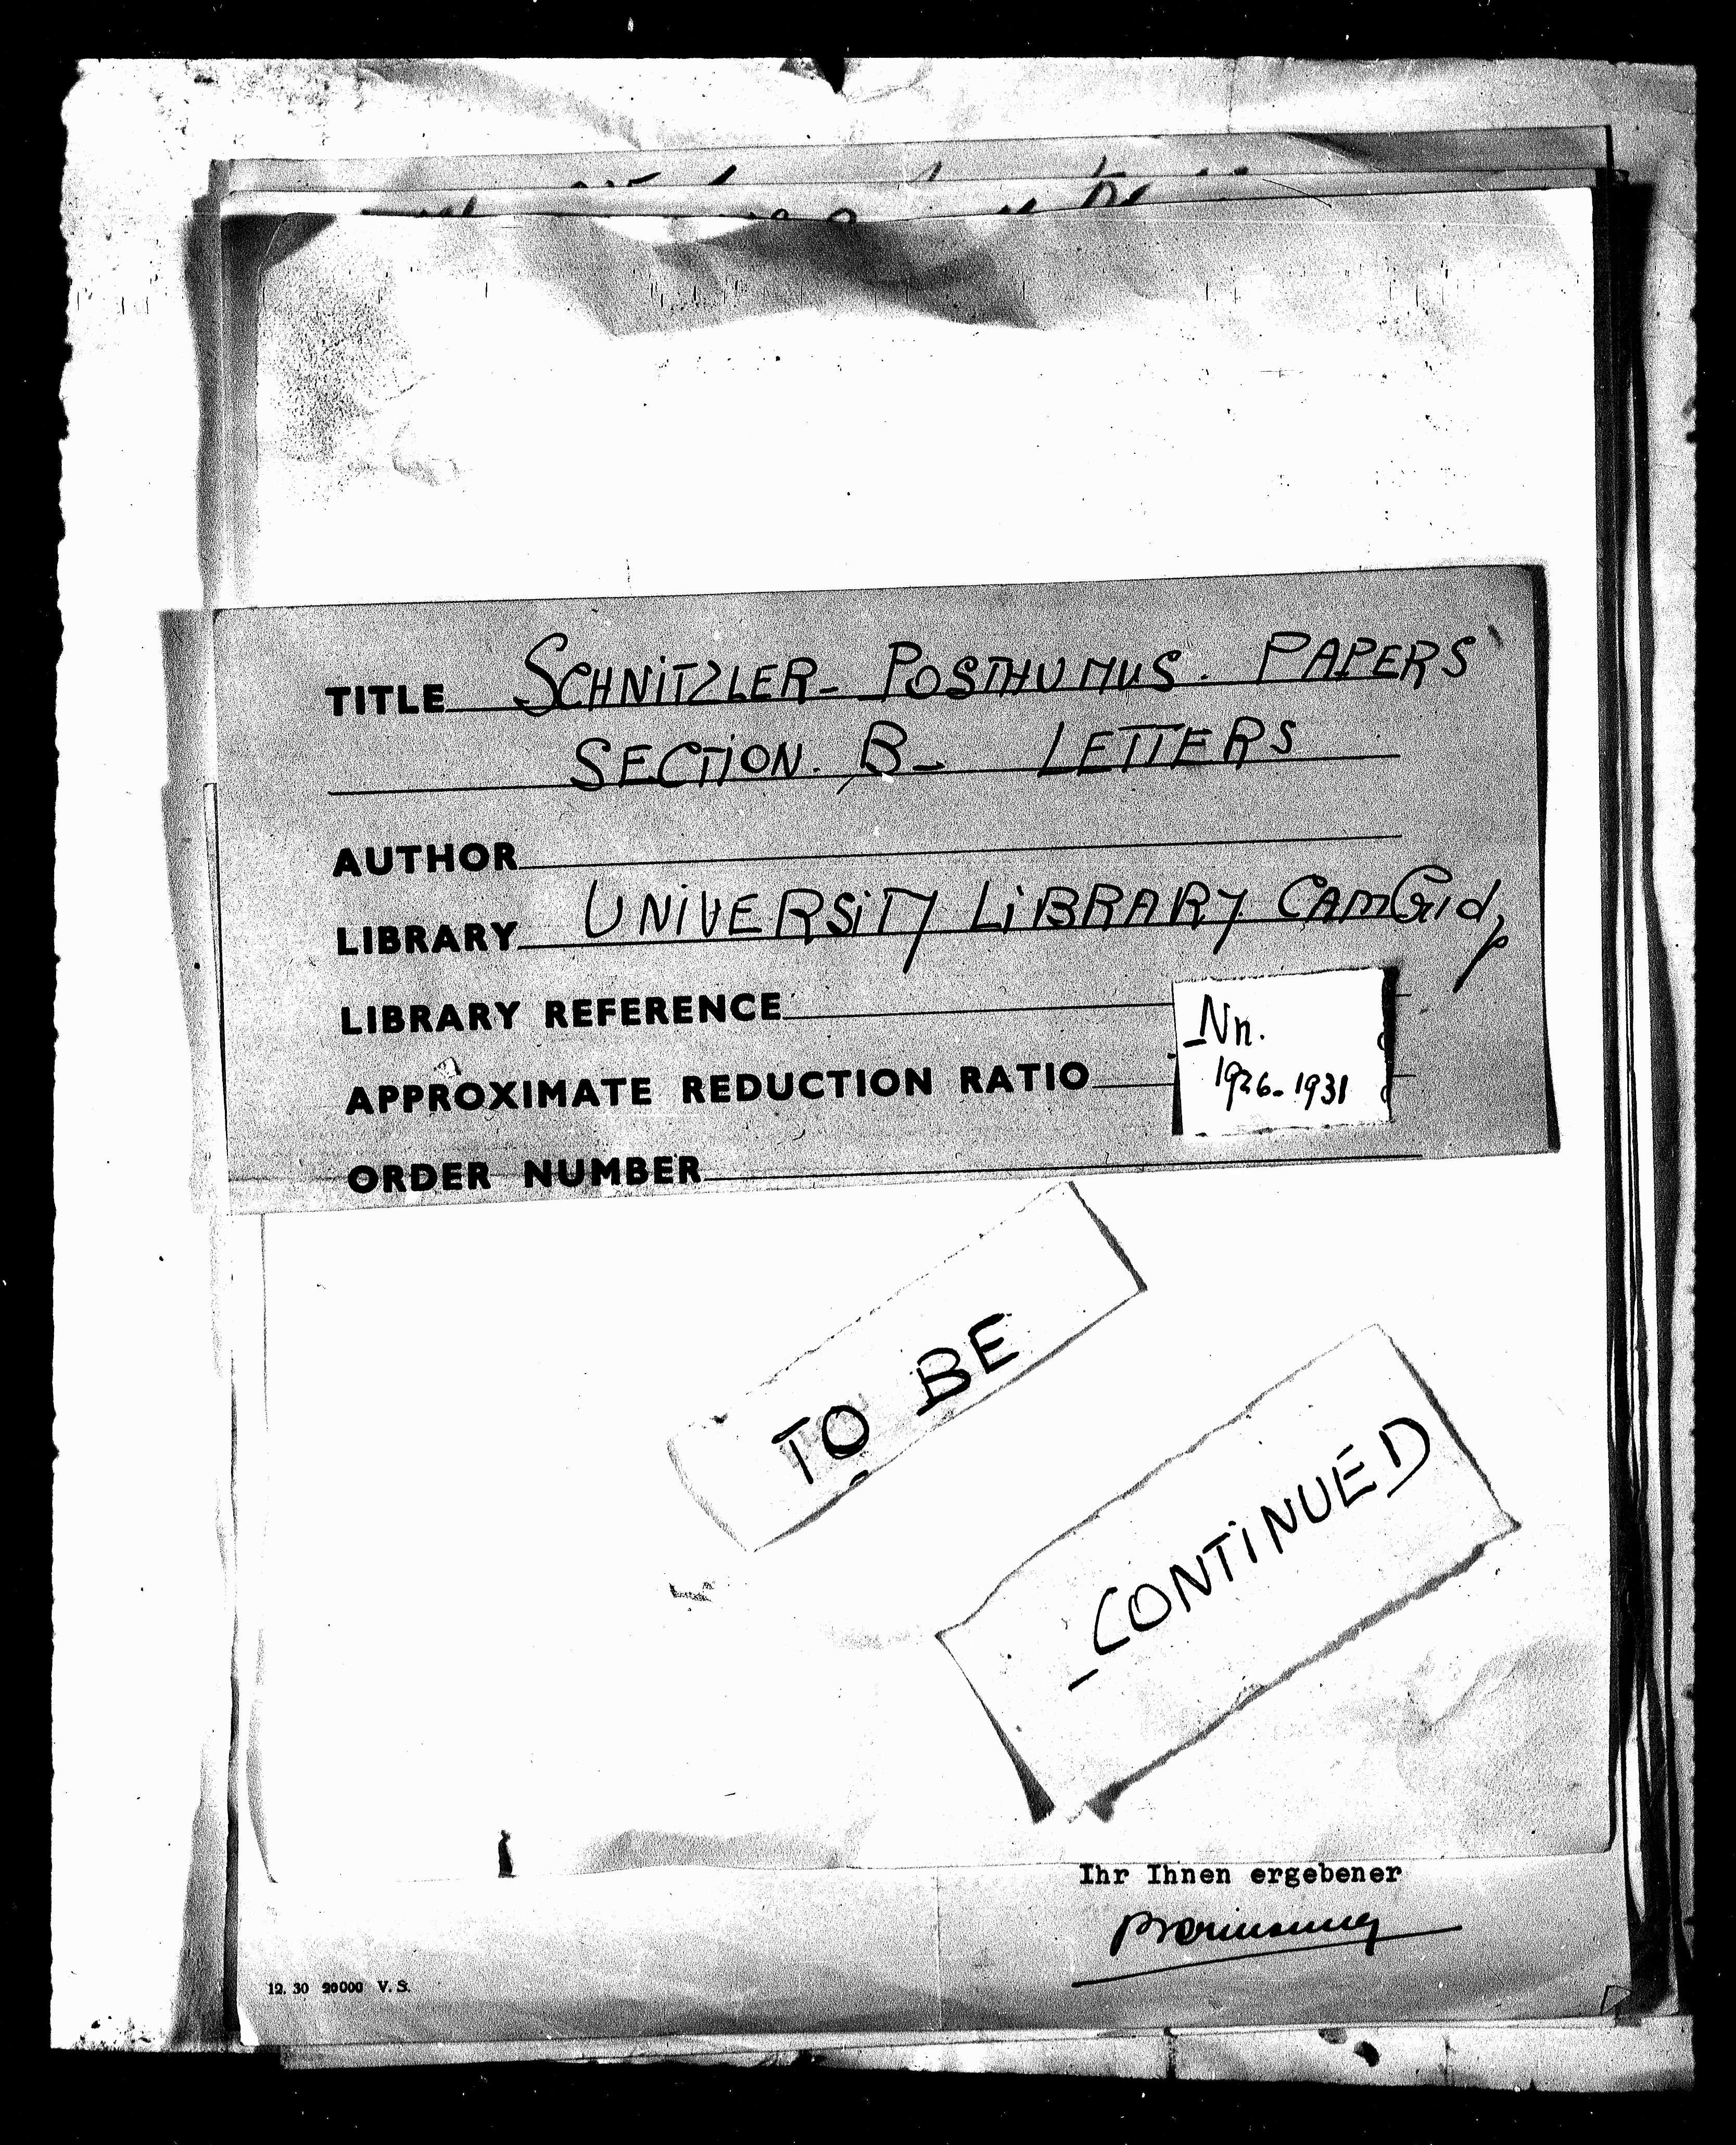 TITLE SCHNITZLER - POSTHUMUS. PAPERS
SECTION. B - LETTERS
AUTHOR
LIBRARY UNIVERSITY LIBRARY
LIBRARY REFERENCE
Nn.
APPROXIMATE REDUCTION RATIO
1926-1931
ORDER NUMBER
TO BE
CONTINUED
Ihr Ihnen ergebener
12. 30 20000 V. S.